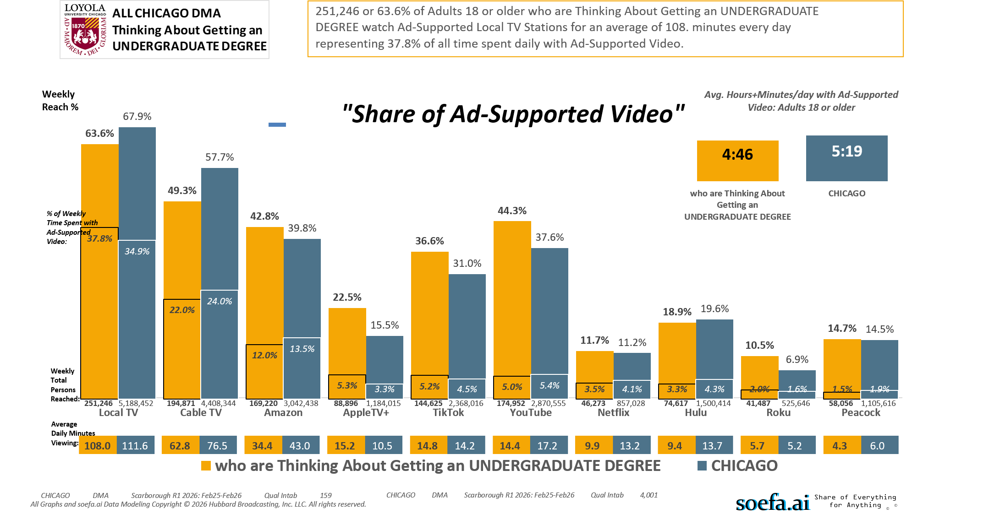 LOYOLA
UNIVERSITY CHICAGO
1870
AD • MAJOREM • DEI • GLORIAM
ALL CHICAGO DMA
Thinking About Getting an
UNDERGRADUATE DEGREE
251,246 or 63.6% of Adults 18 or older who are Thinking About Getting an UNDERGRADUATE
DEGREE watch Ad-Supported Local TV Stations for an average of 108. minutes every day
representing 37.8% of all time spent daily with Ad-Supported Video.
Weekly
Reach %
"Share of Ad-Supported Video"
Avg. Hours+Minutes/day with Ad-Supported
Video: Adults 18 or older
4:46 5:19
who are Thinking About
Getting an
UNDERGRADUATE DEGREE
CHICAGO
63.6% 67.9% 49.3% 57.7% 42.8% 39.8% 22.5% 15.5% 36.6% 31.0% 44.3% 37.6% 11.7% 11.2% 18.9% 19.6% 10.5% 6.9% 14.7% 14.5%
% of Weekly
Time Spent with
Ad-Supported
Video:
37.8% 34.9% 22.0% 24.0% 12.0% 13.5% 5.3% 3.3% 5.2% 4.5% 5.0% 5.4% 3.5% 4.1% 3.3% 4.3% 2.0% 1.6% 1.5% 1.9%
Weekly
Total
Persons
Reached:
251,246 5,188,452 194,871 4,408,344 169,220 3,042,438 88,896 1,184,015 144,625 2,368,016 174,952 2,870,555 46,273 857,028 74,617 1,500,414 41,487 525,646 58,056 1,105,616
Local TV Cable TV Amazon AppleTV+ TikTok YouTube Netflix Hulu Roku Peacock
Average
Daily Minutes
Viewing:
108.0 111.6 62.8 76.5 34.4 43.0 15.2 10.5 14.8 14.2 14.4 17.2 9.9 13.2 9.4 13.7 5.7 5.2 4.3 6.0
who are Thinking About Getting an UNDERGRADUATE DEGREE CHICAGO
CHICAGO DMA Scarborough R1 2026: Feb25-Feb26 Qual Intab 159 CHICAGO DMA Scarborough R1 2026: Feb25-Feb26 Qual Intab 4,001
All Graphs and soefa.ai Data Modeling Copyright © 2026 Hubbard Broadcasting, Inc. LLC. All rights reserved.
soefa.ai
Share of Everything
for Anything © ©